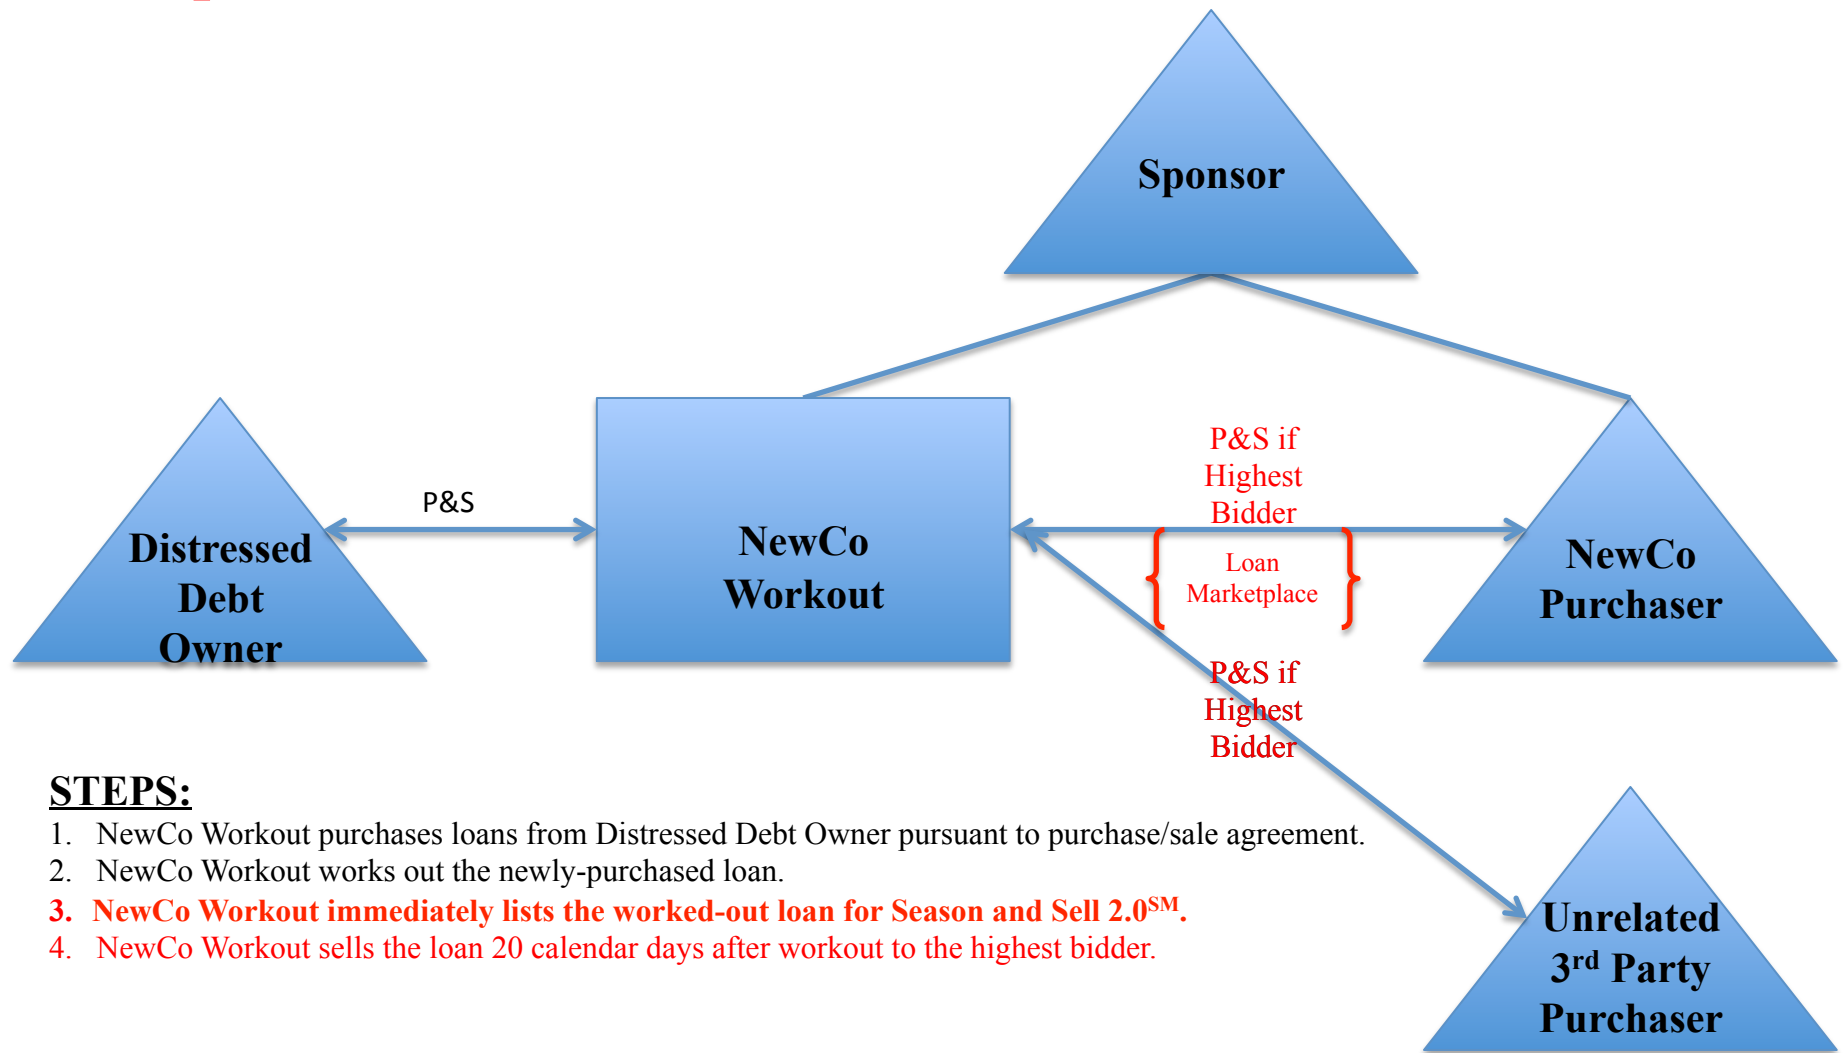 Sponsor
P&S if
Highest
Bidder
P&S
Distressed
Debt
Owner
NewCo
Workout
Loan
Marketplace
NewCo
Purchaser
P&S if
Highest
Bidder
STEPS:
1. NewCo Workout purchases loans from Distressed Debt Owner pursuant to purchase/sale agreement.
2. NewCo Workout works out the newly-purchased loan.
3. NewCo Workout immediately lists the worked-out loan for Season and Sell 2.0SM.
4. NewCo Workout sells the loan 20 calendar days after workout to the highest bidder.
Unrelated
3rd Party
Purchaser